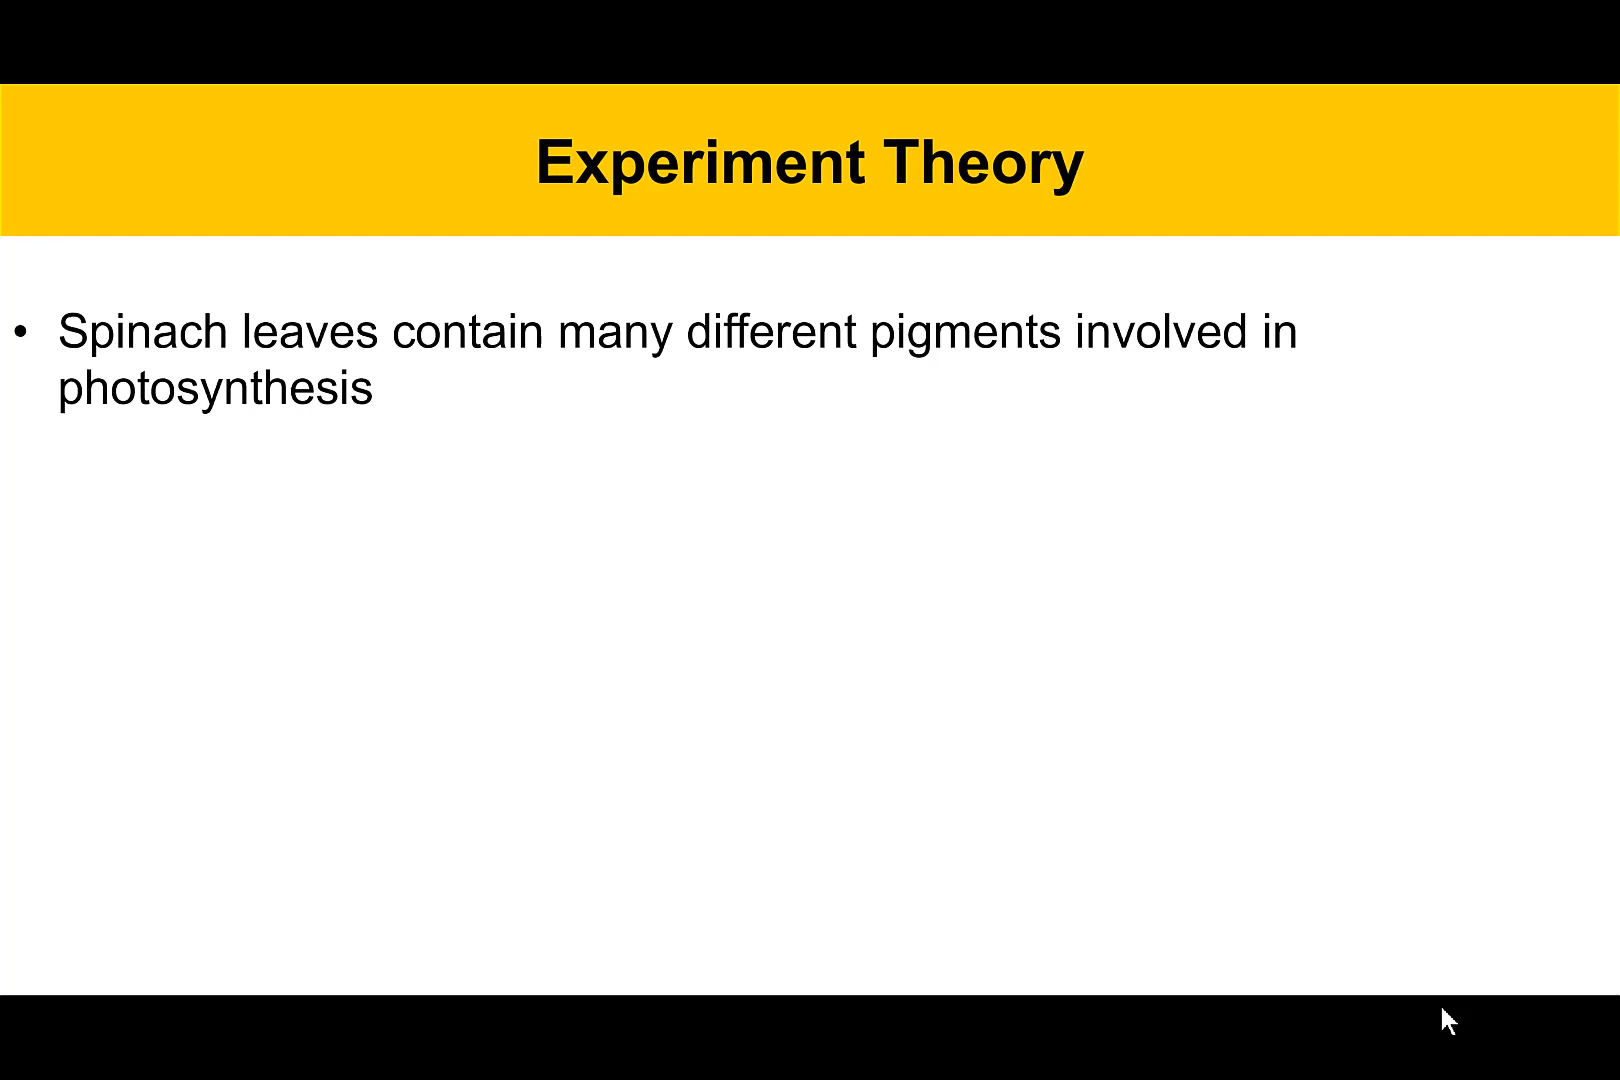 Experiment Theory
• Spinach leaves contain many different pigments involved in
photosynthesis